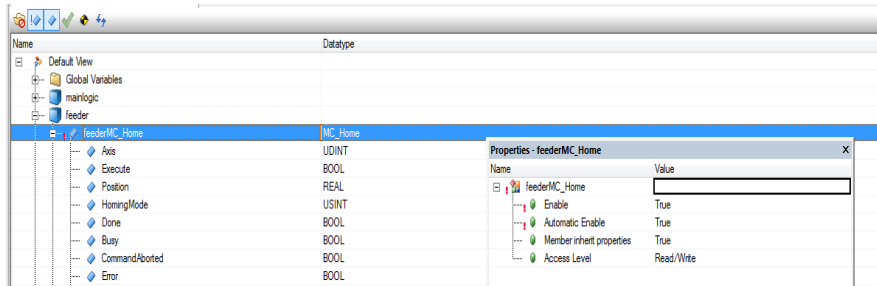 Name Datatype
Default View
Global Variables
mainlogic
feeder
feederMC_Home MC_Home
Axis UDINT
Execute BOOL
Position REAL
HomingMode USINT
Done BOOL
Busy BOOL
CommandAborted BOOL
Error BOOL
Properties - feederMC_Home X
Name Value
feederMC_Home
Enable True
Automatic Enable True
Member inherit properties True
Access Level Read/Write